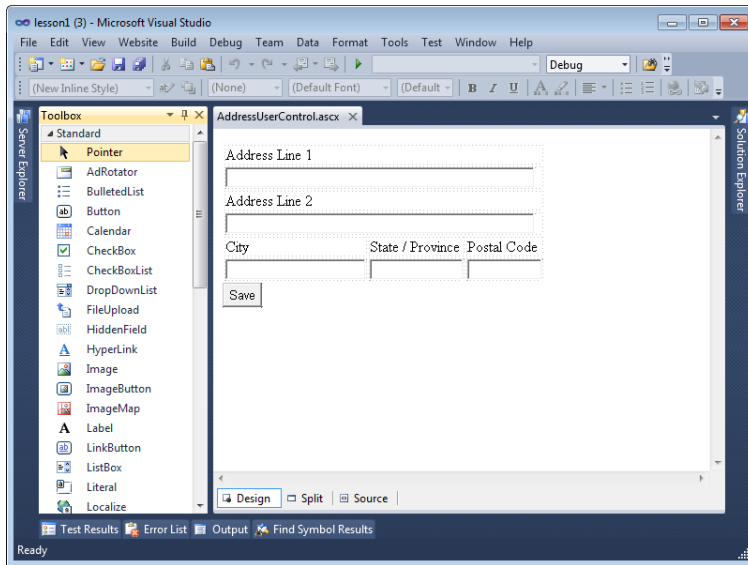 lesson1 (3) - Microsoft Visual Studio
File Edit View Website Build Debug Team Data Format Tools Test Window Help
Debug
(New Inline Style) (None) (Default Font) (Default B I U A
Toolbox
AddressUserControl.ascx
Server Explorer
Solution Explorer
Standard
Pointer
AdRotator
BulletedList
Button
Calendar
CheckBox
CheckBoxList
DropDownList
FileUpload
HiddenField
HyperLink
Image
ImageButton
ImageMap
Label
LinkButton
ListBox
Literal
Localize
Address Line 1
Address Line 2
City State / Province Postal Code
Save
Design Split Source
Test Results Error List Output Find Symbol Results
Ready